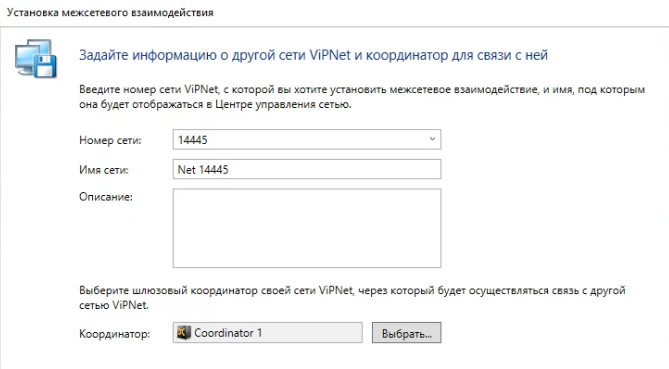 Установка межсетевого взаимодействия
Задайте информацию о другой сети ViPNet и координатор для связи с ней
Введите номер сети ViPNet, с которой вы хотите установить межсетевое взаимодействие, и имя, под которым
она будет отображаться в Центре управления сетью.
Номер сети: 14445
Имя сети: Net 14445
Описание:
Выберите шлюзовый координатор своей сети ViPNet, через который будет осуществляться связь с другой
сетью ViPNet.
Координатор: Coordinator 1 Выбрать...